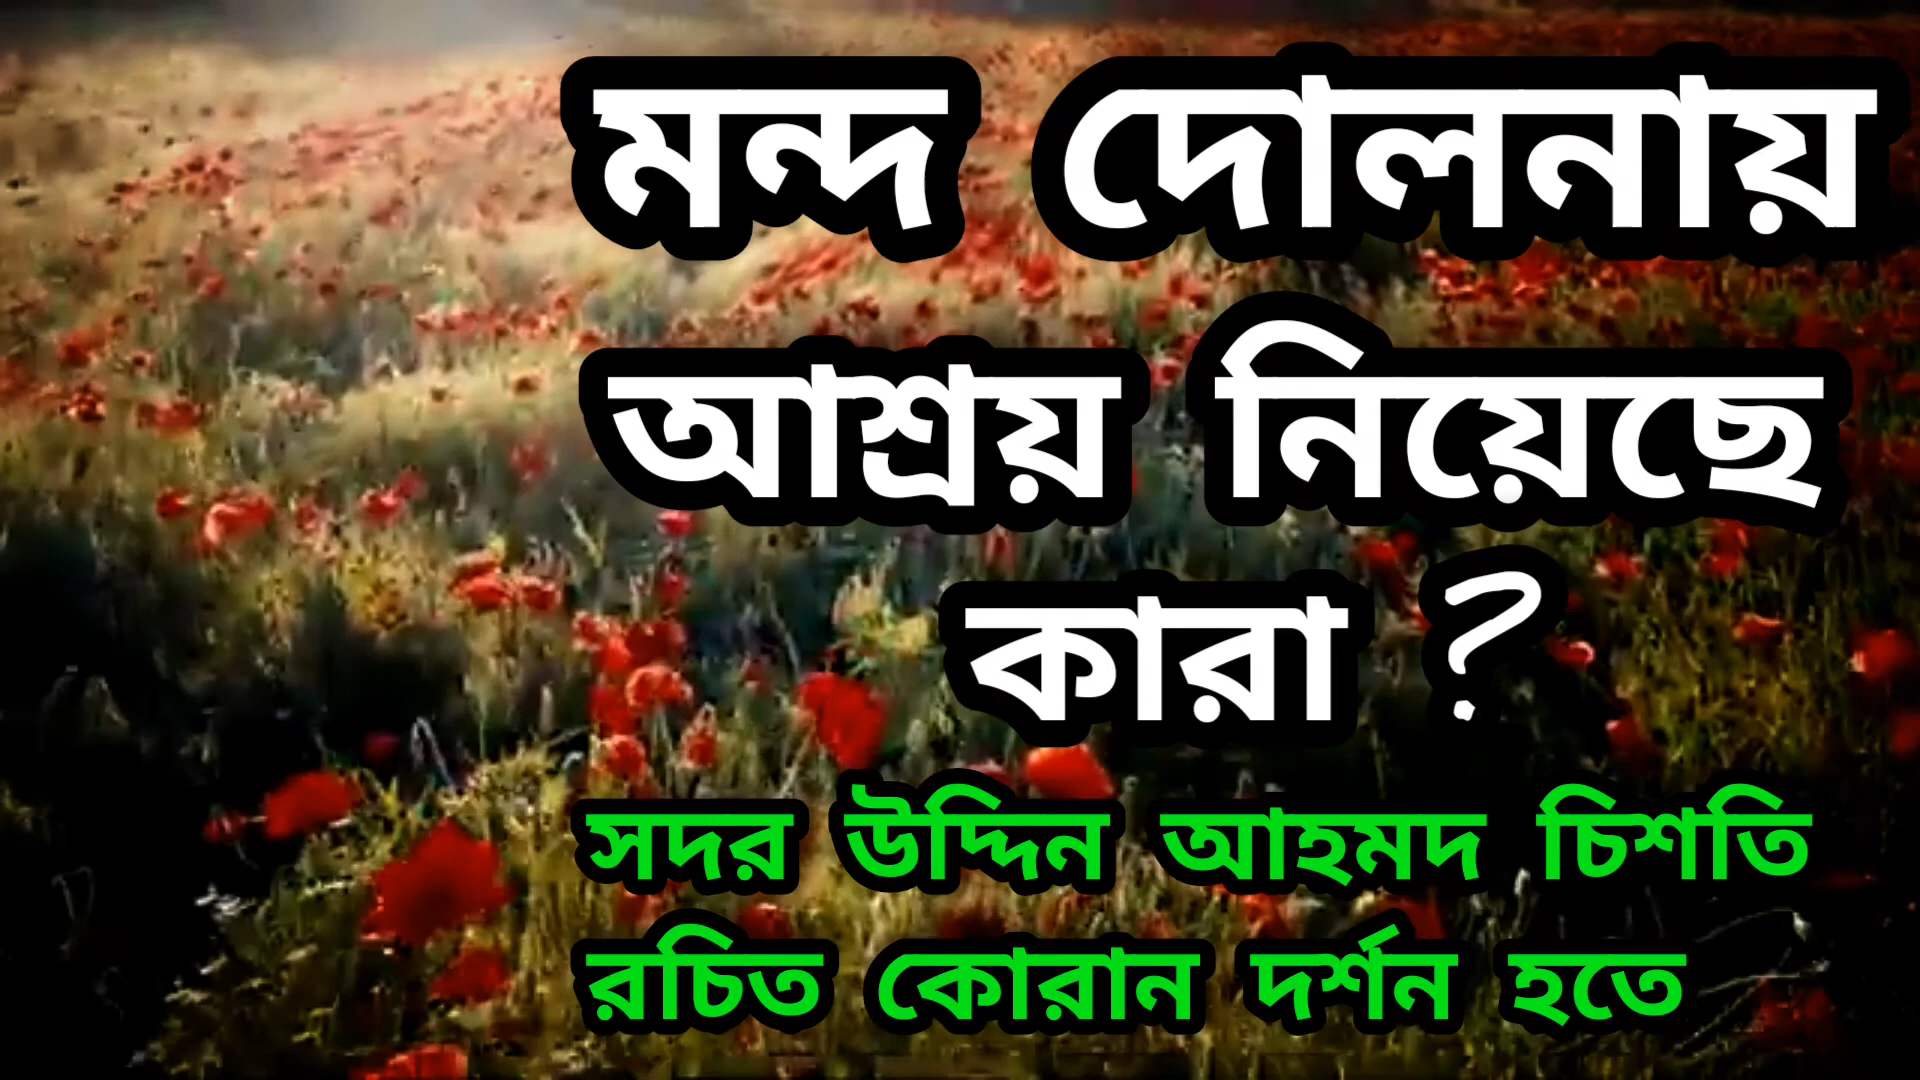 মন্দ দোলনায়
আশ্রয় নিয়েছে
কারা ?
সদর উদ্দিন আহমদ চিশতি
রচিত কোরান দর্শন হতে